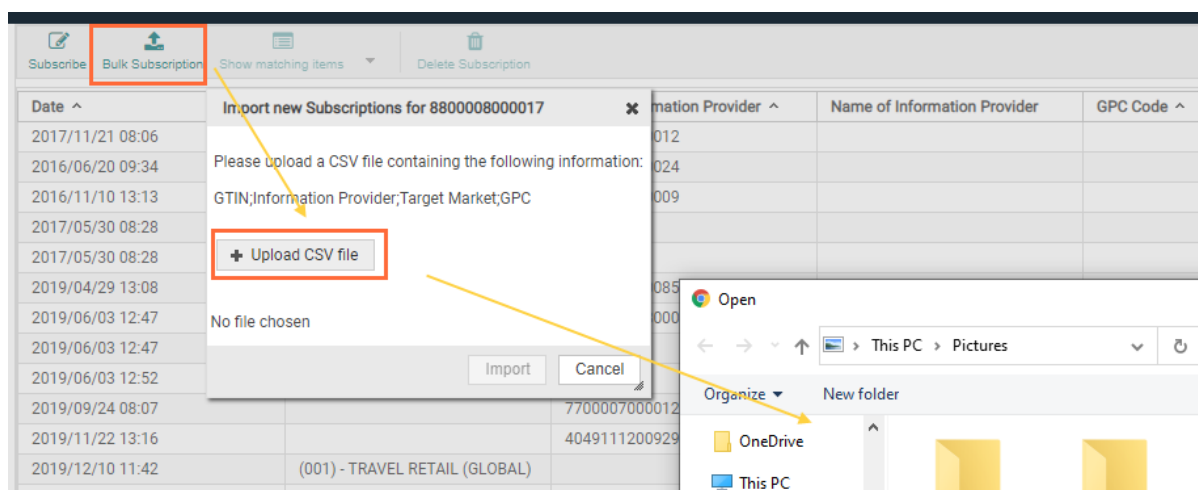 Subscribe Bulk Subscription Show matching items Delete Subscription
Date Import new Subscriptions for 8800008000017 mation Provider Name of Information Provider GPC Code
2017/11/21 08:06 012
Please upload a CSV file containing the following information:
2016/06/20 09:34 024
2016/11/10 13:13 GTIN;Information Provider;Target Market;GPC 009
2017/05/30 08:28
2017/05/30 08:28 + Upload CSV file
2019/04/29 13:08 085
Open
2019/06/03 12:47 No file chosen 000
2019/06/03 12:47 This PC > Pictures
2019/06/03 12:52 Import Cancel
Organize New folder
2019/09/24 08:07 7700007000012
2019/11/22 13:16 4049111200929 OneDrive
2019/12/10 11:42 (001) - TRAVEL RETAIL (GLOBAL) This PC